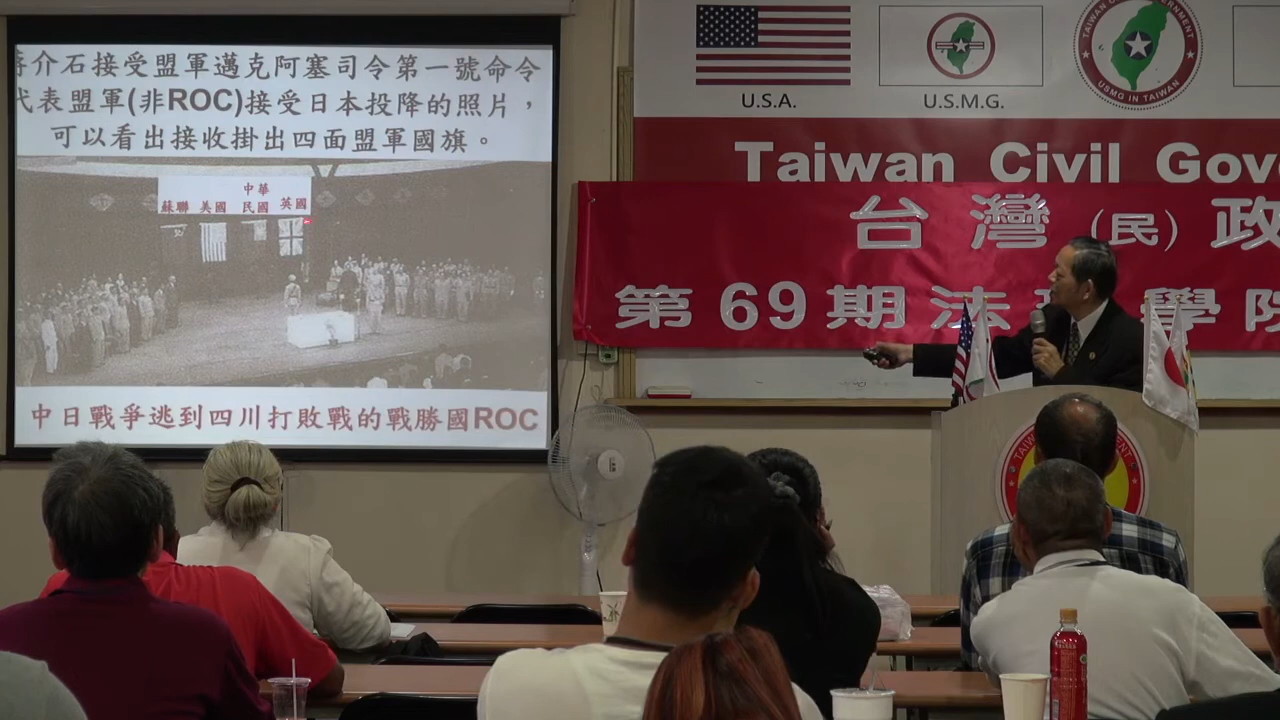 蔣介石接受盟軍邁克阿塞司令第一號命令
代表盟軍(非ROC)接受日本投降的照片，
可以看出接收掛出四面盟軍國旗。
蘇聯 美國 中華民國 英國
中日戰爭逃到四川打敗戰的戰勝國ROC
U.S.A.
U.S.M.G.
TAIWAN CIVIL GOVERNMENT
USMG IN TAIWAN
Taiwan Civil Gove
台灣(民)政
第69期法理學院